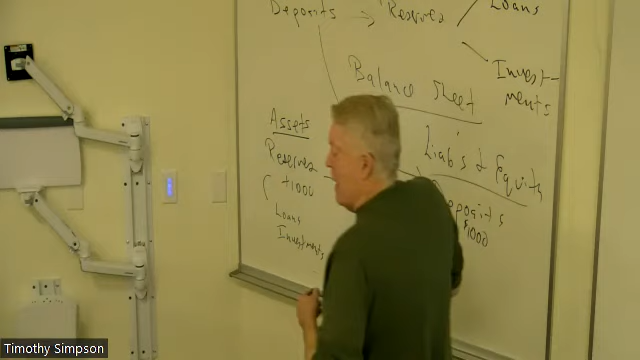 Deposits → Reserves
Loans
Invest-
ments
Balance Sheet
Assets
Liab's & Equity
Reserves
+1000
Deposits
$1000
Loans
Investments
Timothy Simpson